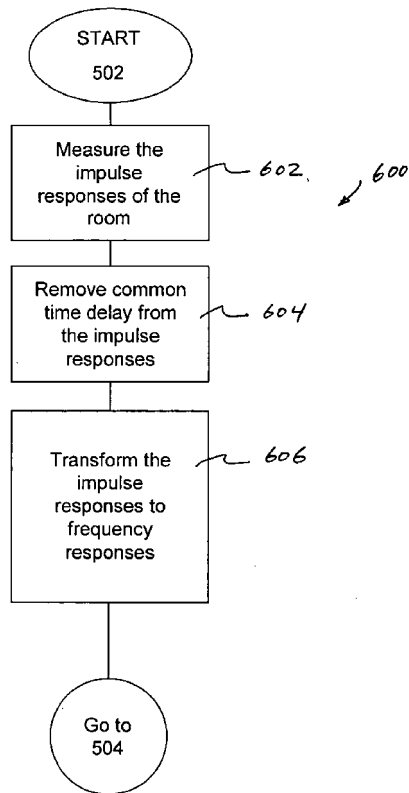 START
502
Measure the
impulse
responses of the
room
602.
600
Remove common
time delay from
the impulse
responses
604
Transform the
impulse
responses to
frequency
responses
606
Go to
504